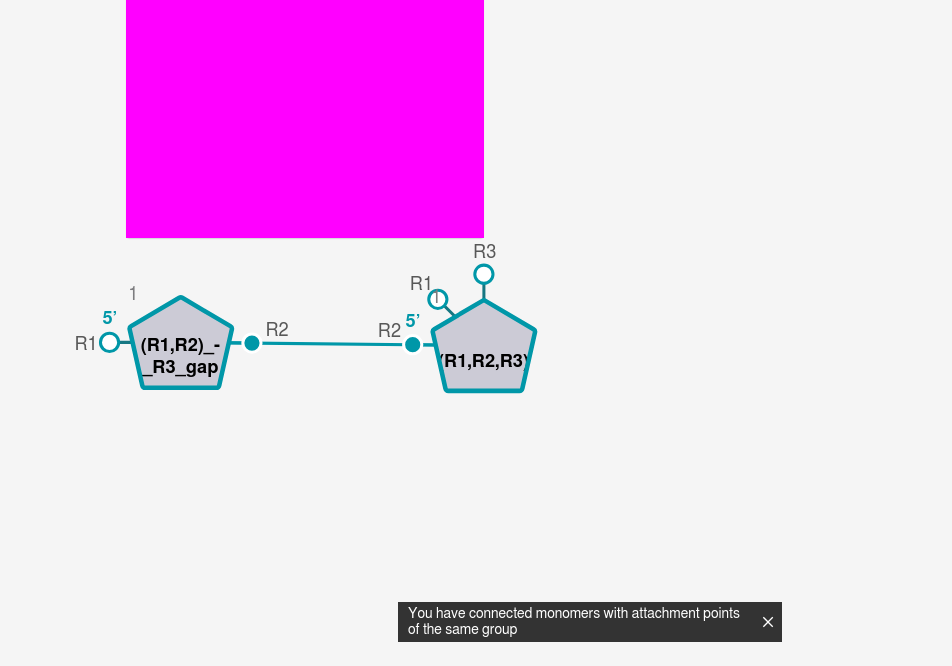 R3
R1
1
1
5’
5’
R2
R2
R1
(R1,R2)_-
_R3_gap
(R1,R2,R3)
You have connected monomers with attachment points
of the same group